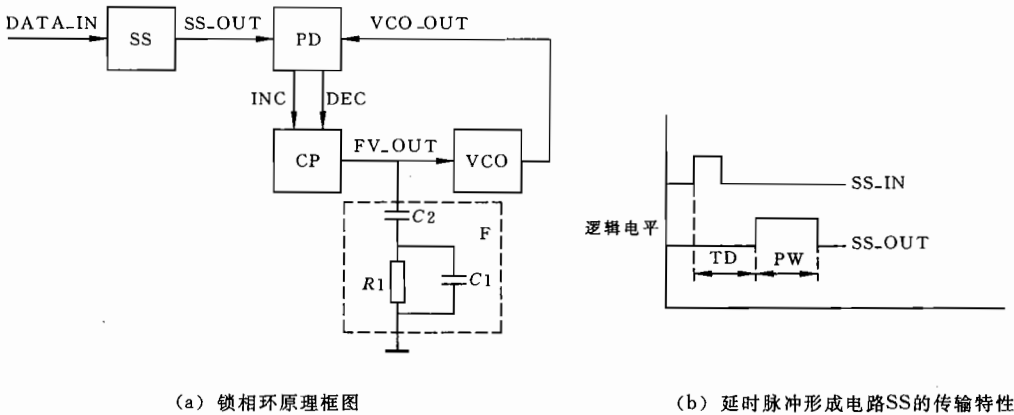 DATA_IN
SS
SS_OUT
PD
VCO_OUT
INC
DEC
CP
FV_OUT
VCO
C2
F
R1
C1
(a) 锁相环原理框图
SS_IN
逻辑电平
SS_OUT
TD
PW
(b) 延时脉冲形成电路SS的传输特性